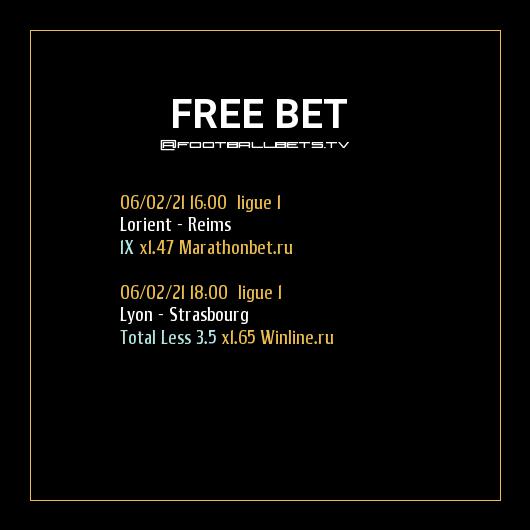 FREE BET
@FOOTBALLBETS.TV
06/02/21 16:00 ligue 1
Lorient - Reims
1X x1.47 Marathonbet.ru
06/02/21 18:00 ligue 1
Lyon - Strasbourg
Total Less 3.5 x1.65 Winline.ru